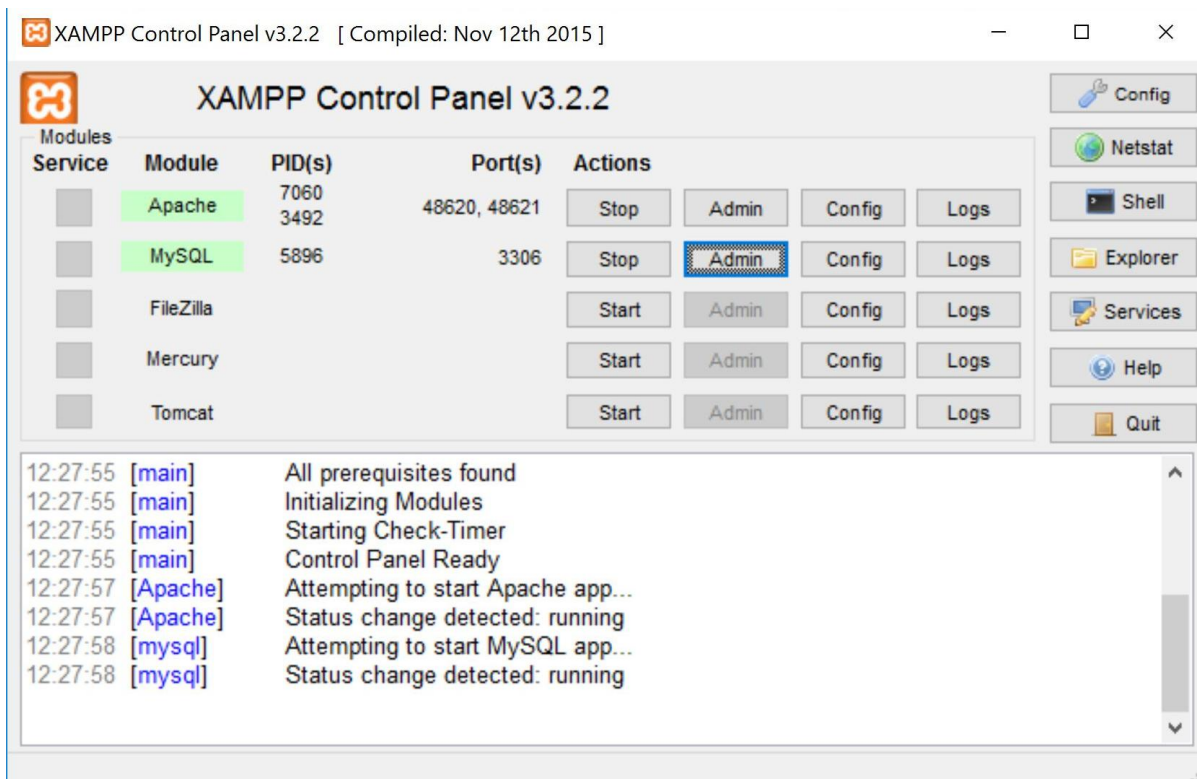 XAMPP Control Panel v3.2.2 [ Compiled: Nov 12th 2015 ]
XAMPP Control Panel v3.2.2
Config
Modules
Netstat
Service Module PID(s) Port(s) Actions
Apache 7060 3492 48620, 48621 Stop Admin Config Logs
Shell
MySQL 5896 3306 Stop Admin Config Logs
Explorer
FileZilla Start Admin Config Logs
Services
Mercury Start Admin Config Logs
Help
Tomcat Start Admin Config Logs
Quit
12:27:55 [main] All prerequisites found
12:27:55 [main] Initializing Modules
12:27:55 [main] Starting Check-Timer
12:27:55 [main] Control Panel Ready
12:27:57 [Apache] Attempting to start Apache app...
12:27:57 [Apache] Status change detected: running
12:27:58 [mysql] Attempting to start MySQL app...
12:27:58 [mysql] Status change detected: running